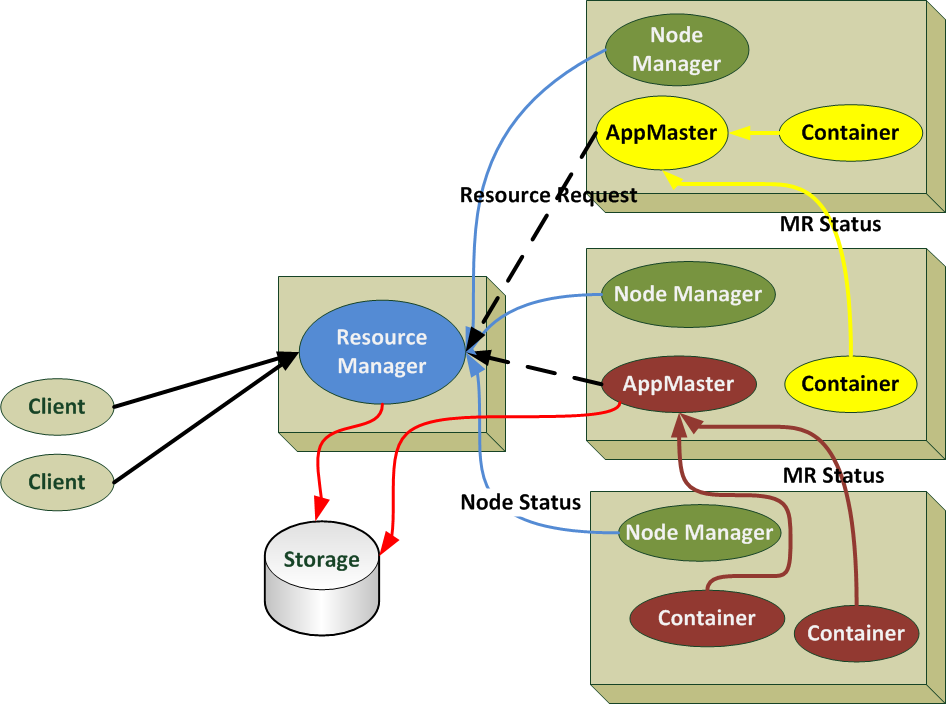 Node
Manager
AppMaster
Container
Resource Request
MR Status
Node Manager
Resource
Manager
AppMaster
Container
Client
Client
MR Status
Node Status
Node Manager
Storage
Container
Container